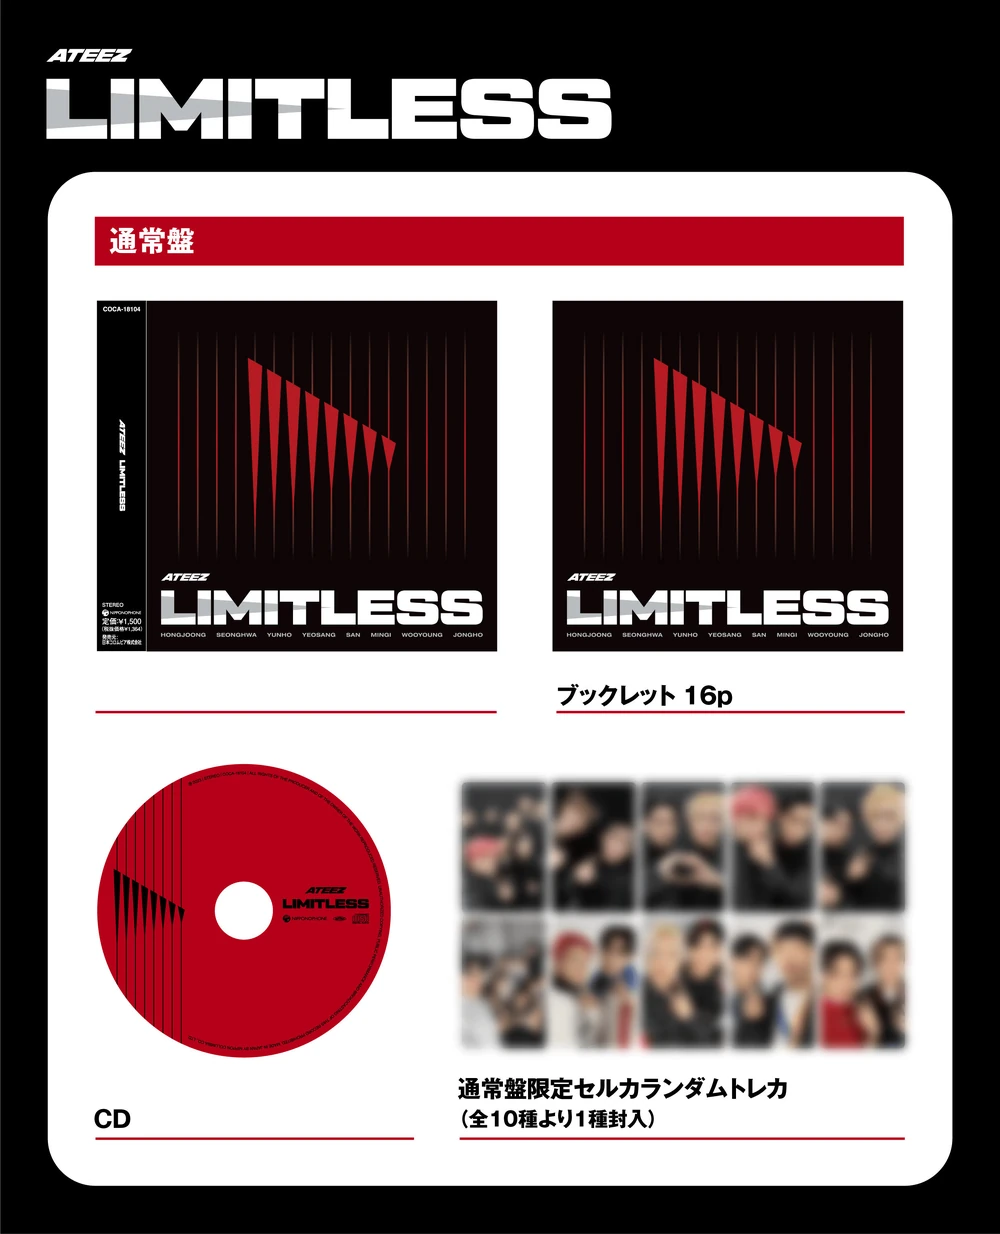 ATEEZ
LIMITLESS
通常盤
COCA-18104
ATEEZ LIMITLESS
STEREO
NIPPONOPHONE
定価:¥1,500
(税抜価格¥1,364)
発売元:
日本コロムビア株式会社
ATEEZ
LIMITLESS
HONGJOONG SEONGHWA YUNHO YEOSANG SAN MINGI WOOYOUNG JONGHO
ATEEZ
LIMITLESS
HONGJOONG SEONGHWA YUNHO YEOSANG SAN MINGI WOOYOUNG JONGHO
ブックレット 16p
ATEEZ
LIMITLESS
NIPPONOPHONE
CD
通常盤限定セルカランダムトレカ
(全10種より1種封入)